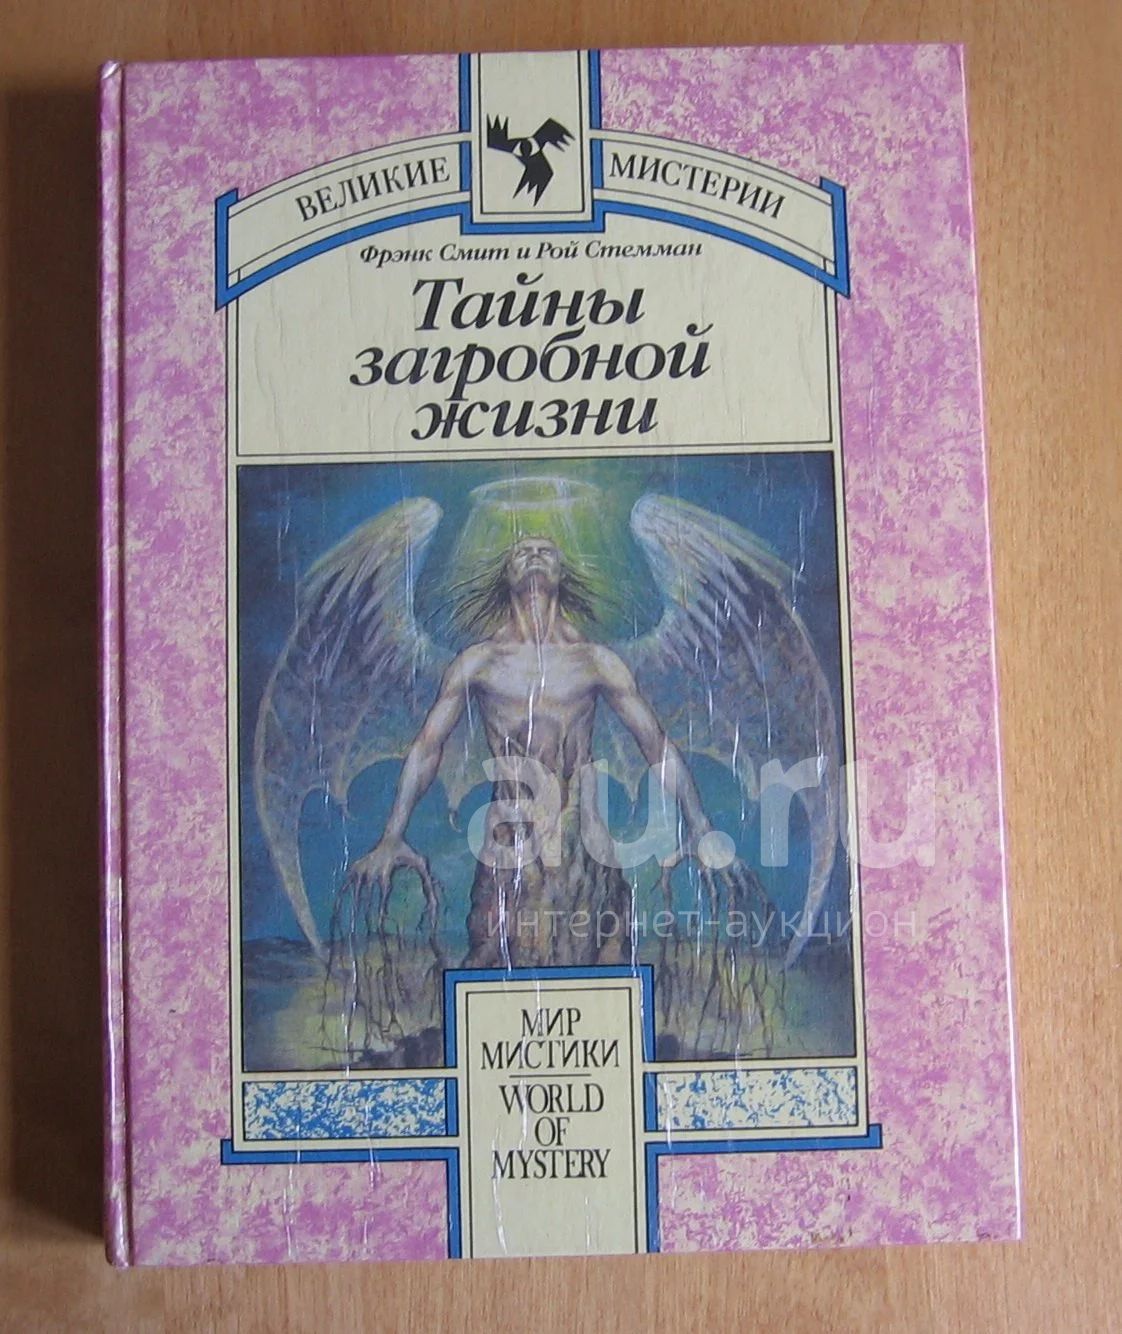 ВЕЛИКИЕ МИСТЕРИИ
Фрэнк Смит и Рой Стемман
Тайны
загробной
жизни
au.ru
интернет-аукцион
МИР
МИСТИКИ
WORLD
OF
MYSTERY